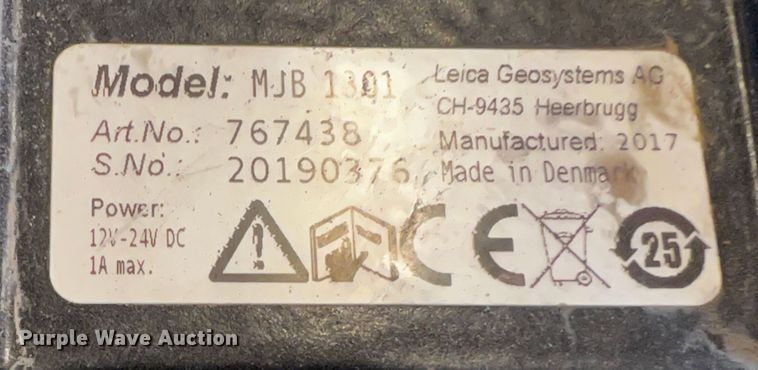 Model: MJB 1301
Art.No.: 767438
S.No.: 20190376
Power:
12V-24V DC
1A max.
Leica Geosystems AG
CH-9435 Heerbrugg
Manufactured: 2017
Made in Denmark
CE
25
Purple Wave Auction